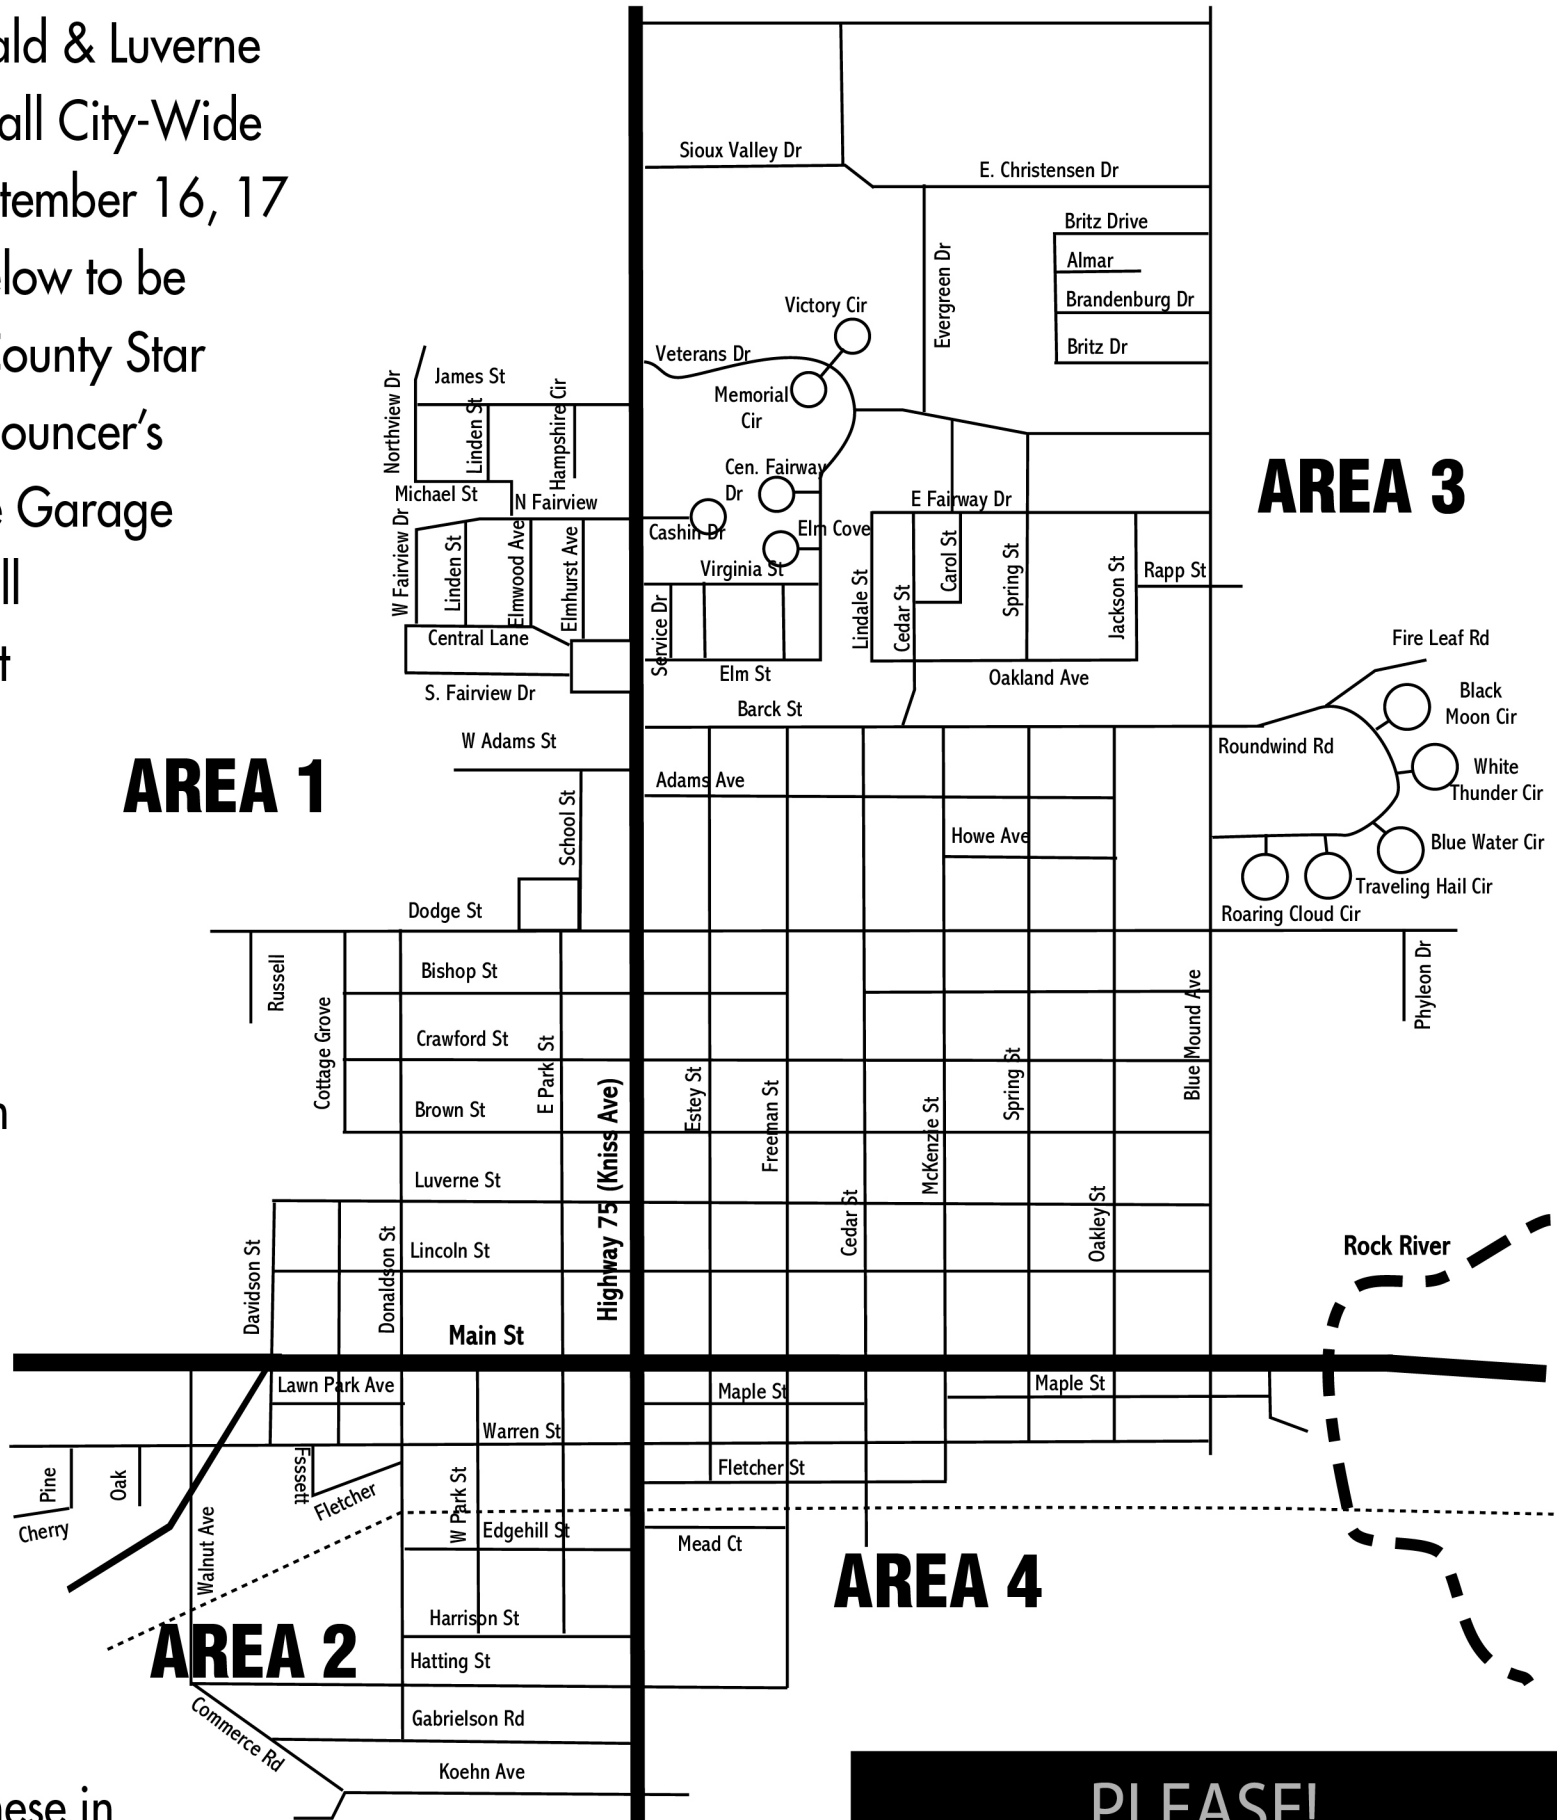 ald & Luverne
all City-Wide
tember 16, 17
elow to be
County Star
ouncer's
e Garage
ll
t
n
nese in
Sioux Valley Dr
E. Christensen Dr
Britz Drive
Almar
Brandenburg Dr
Britz Dr
Evergreen Dr
Victory Cir
Veterans Dr
Memorial
Cir
James St
Northview Dr
Linden St
Hampshire Cir
Michael St
N Fairview
Cen. Fairway
Dr
Cashin Dr
Elm Cove
E Fairway Dr
AREA 3
W Fairview Dr
Linden St
Elmwood Ave
Elmhurst Ave
Virginia St
Service Dr
Lindale St
Cedar St
Carol St
Spring St
Jackson St
Rapp St
Central Lane
S. Fairview Dr
Elm St
Oakland Ave
Fire Leaf Rd
Black
Moon Cir
Barck St
W Adams St
Roundwind Rd
White
Thunder Cir
AREA 1
Adams Ave
School St
Howe Ave
Blue Water Cir
Traveling Hail Cir
Roaring Cloud Cir
Dodge St
Russell
Bishop St
Phyleon Dr
Cottage Grove
Crawford St
E Park St
Blue Mound Ave
Brown St
Estey St
Freeman St
Spring St
McKenzie St
Highway 75 (Kniss Ave)
Luverne St
Cedar St
Oakley St
Davidson St
Donaldson St
Lincoln St
Rock River
Main St
Lawn Park Ave
Maple St
Maple St
Warren St
Fletcher St
Pine
Oak
Fsssett
Fletcher
Cherry
Walnut Ave
W Park St
Edgehill St
Mead Ct
AREA 4
Harrison St
AREA 2
Hatting St
Commerce Rd
Gabrielson Rd
Koehn Ave
PLEASE!